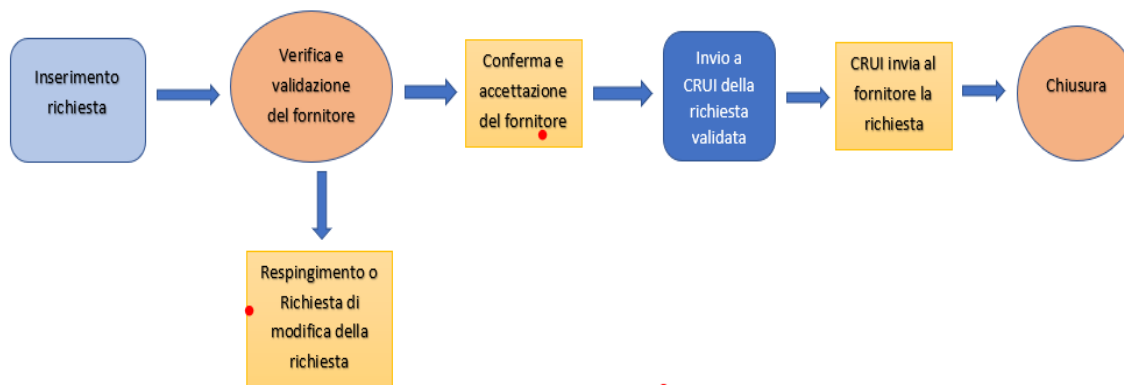 Inserimento
richiesta
Verifica e
validazione
del fornitore
Conferma e
accettazione
del fornitore
Invio a
CRUI della
richiesta
validata
CRUI invia al
fornitore la
richiesta
Chiusura
Respingimento o
Richiesta di
modifica della
richiesta